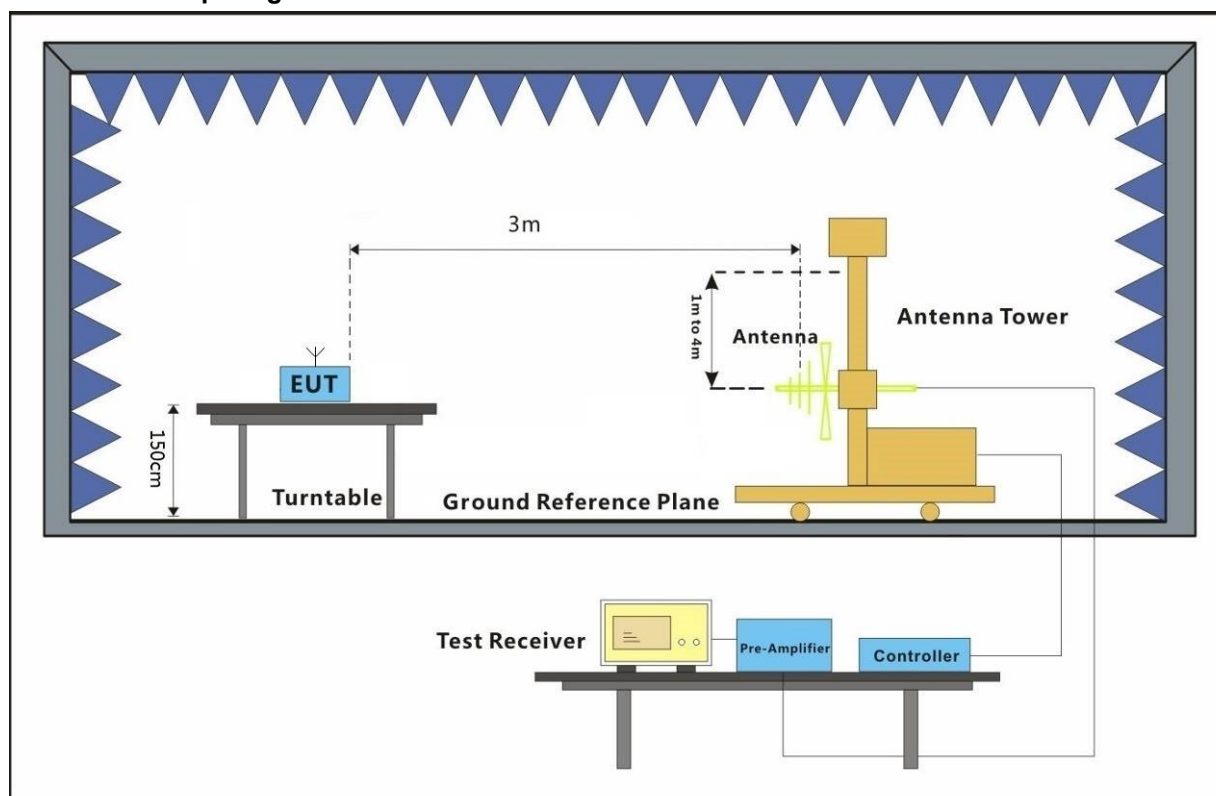 3m
1m to 4m
Antenna
Antenna Tower
EUT
150cm
Turntable
Ground Reference Plane
Test Receiver
Pre-Amplifier
Controller